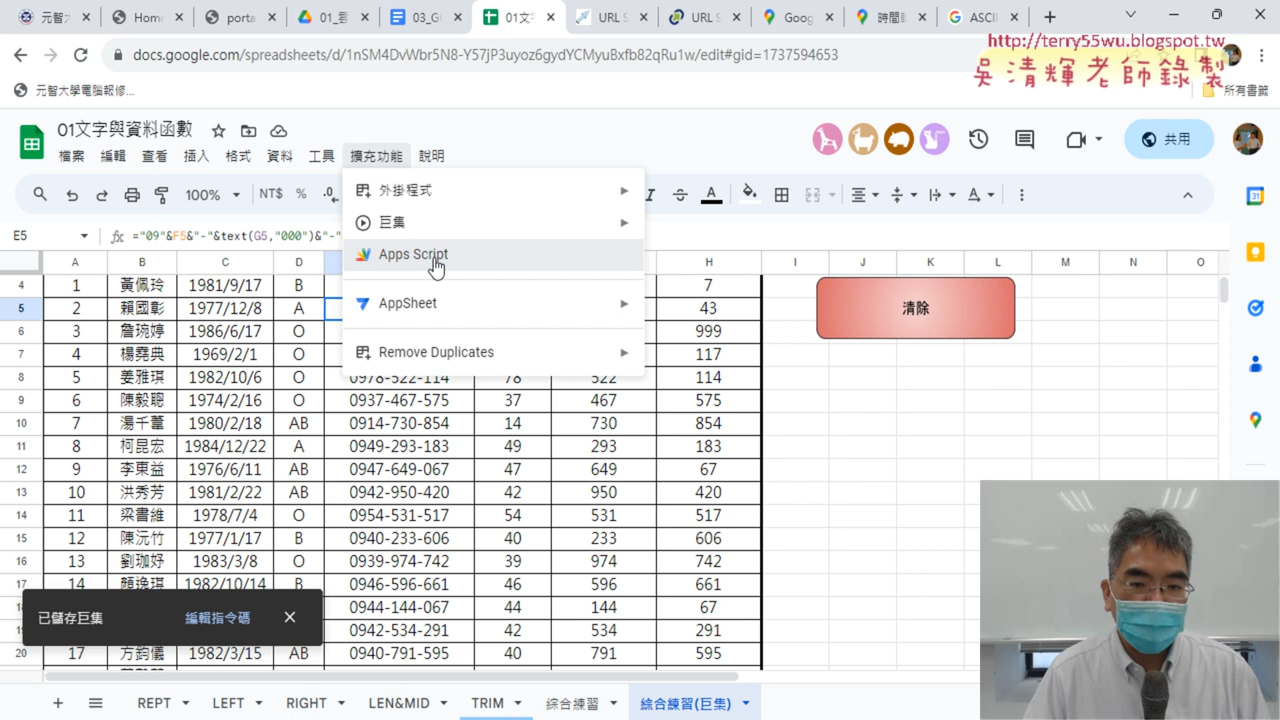 元智大
Home
porta
01_雲
03_G
01文字
URL S
URL S
Goog
時間
ASCII
docs.google.com/spreadsheets/d/1nSM4DvWbr5N8-Y57jP3uyoz6gydYCMyuBxfb82qRu1w/edit#gid=1737594653
http://terry55wu.blogspot.tw
吳清輝老師錄製
元智大學電腦報修...
所有書籤
01文字與資料函數
共用
檔案 編輯 查看 插入 格式 資料 工具 擴充功能 說明
100% NT$ % .0
外掛程式
巨集
Apps Script
AppSheet
Remove Duplicates
E5 fx ="09"&F5&"-"&text(G5,"000")&"-"
A B C D H I J K L M N O
4 1 黃佩玲 1981/9/17 B 7
5 2 賴國彰 1977/12/8 A 43
6 3 詹琬婷 1986/6/17 O 999
7 4 楊堯典 1969/2/1 O 117
8 5 姜雅琪 1982/10/6 O 0978-522-114 78 522 114
9 6 陳毅聰 1974/2/16 O 0937-467-575 37 467 575
10 7 湯千葦 1980/2/18 AB 0914-730-854 14 730 854
11 8 柯昆宏 1984/12/22 A 0949-293-183 49 293 183
12 9 李東益 1976/6/11 AB 0947-649-067 47 649 67
13 10 洪秀芳 1981/2/22 AB 0942-950-420 42 950 420
14 11 梁書維 1978/7/4 O 0954-531-517 54 531 517
15 12 陳沅竹 1977/1/17 B 0940-233-606 40 233 606
16 13 劉珈妤 1983/3/8 O 0939-974-742 39 974 742
17 14 顏逸琪 1982/10/14 B 0946-596-661 46 596 661
0944-144-067 44 144 67
0942-534-291 42 534 291
20 17 方鈞儀 1982/3/15 AB 0940-791-595 40 791 595
清除
已儲存巨集 編輯指令碼
REPT LEFT RIGHT LEN&MID TRIM 綜合練習 綜合練習(巨集)